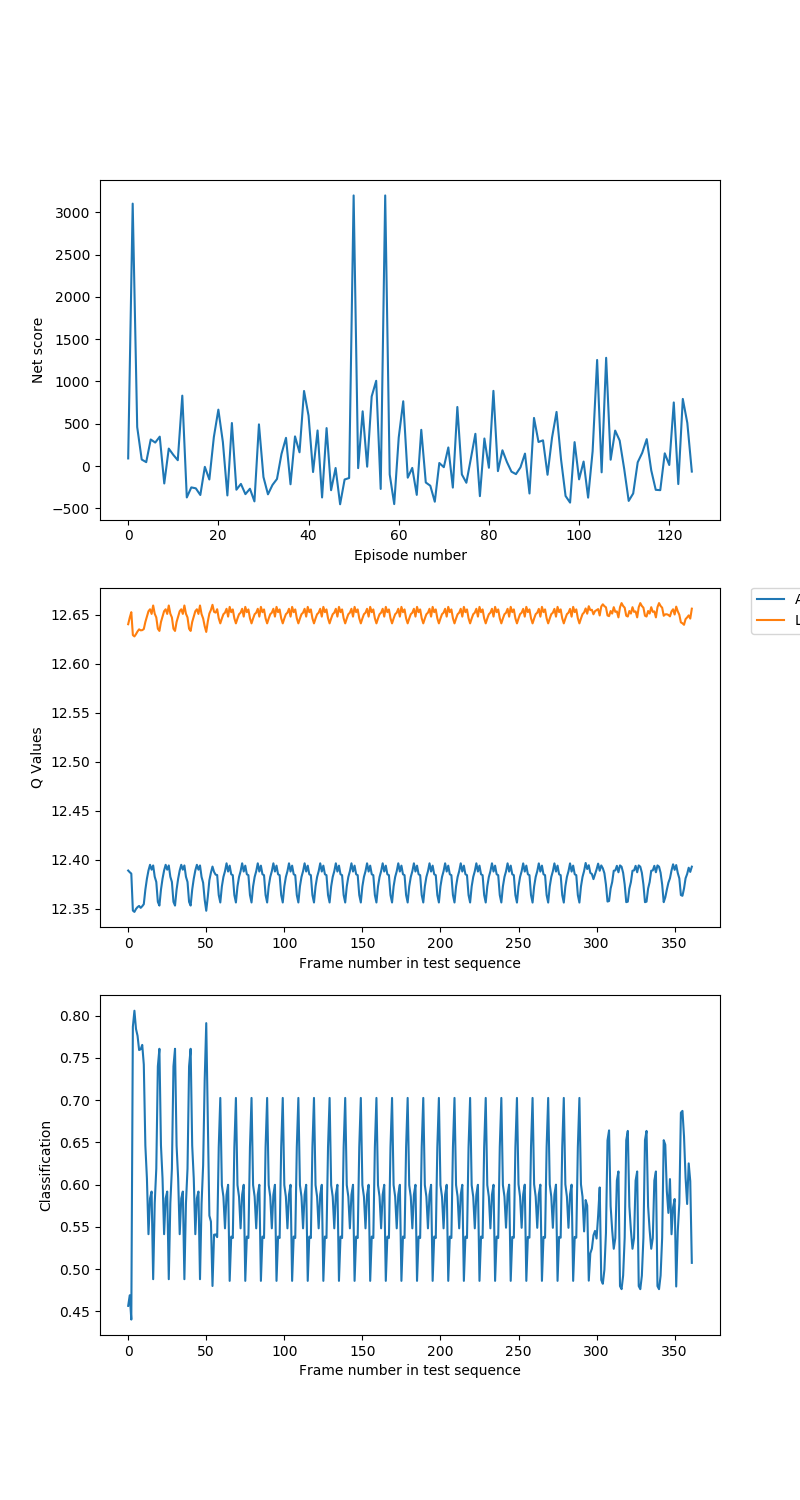 3000
2500
2000
1500
1000
500
0
−500
Net score
0 20 40 60 80 100 120
Episode number
12.65
12.60
12.55
12.50
12.45
12.40
12.35
Q Values
0 50 100 150 200 250 300 350
Frame number in test sequence
0.80
0.75
0.70
0.65
0.60
0.55
0.50
0.45
Classification
0 50 100 150 200 250 300 350
Frame number in test sequence